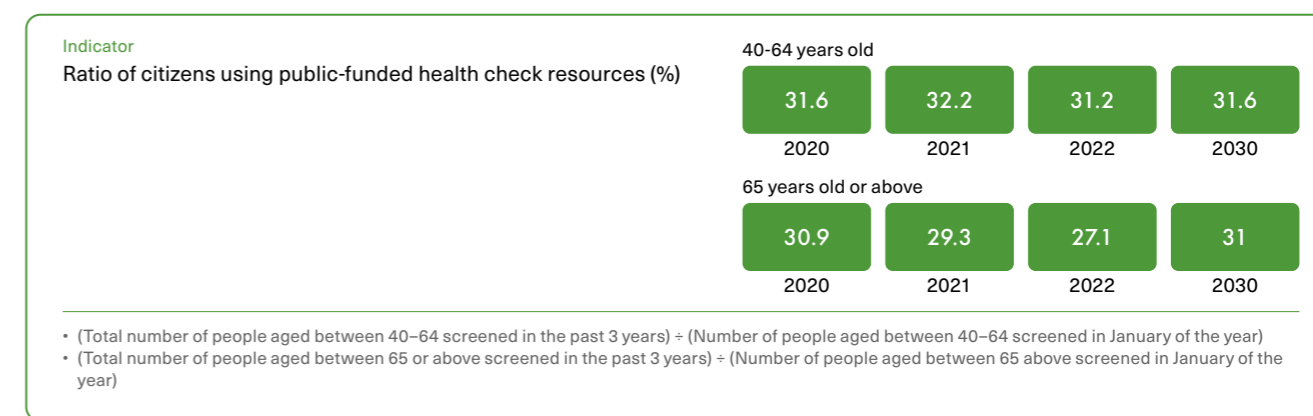 Indicator
Ratio of citizens using public-funded health check resources (%)
40-64 years old
31.6 32.2 31.2 31.6
2020 2021 2022 2030
65 years old or above
30.9 29.3 27.1 31
2020 2021 2022 2030
• (Total number of people aged between 40–64 screened in the past 3 years) ÷ (Number of people aged between 40–64 screened in January of the year)
• (Total number of people aged between 65 or above screened in the past 3 years) ÷ (Number of people aged between 65 above screened in January of the
year)